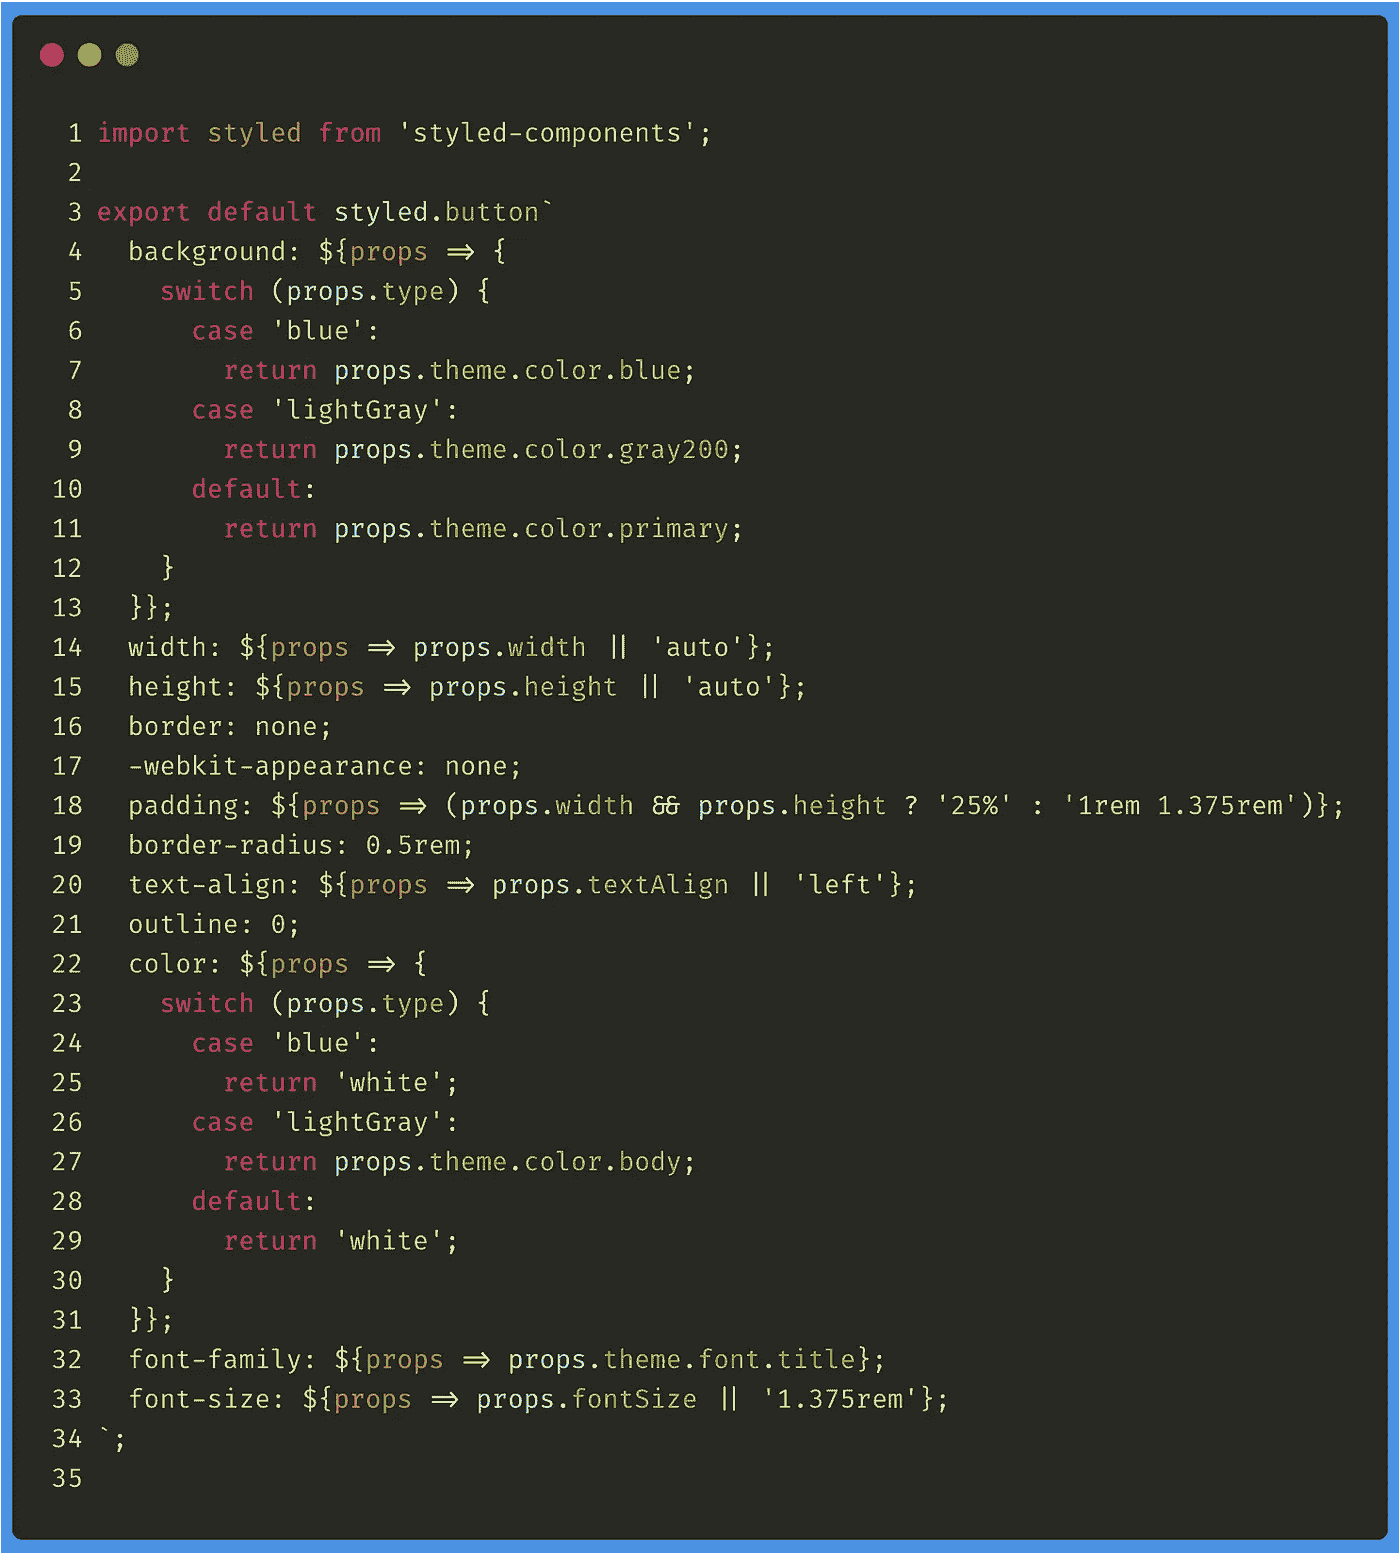 1 import styled from 'styled-components';
2
3 export default styled.button`
4   background: ${props => {
5     switch (props.type) {
6       case 'blue':
7         return props.theme.color.blue;
8       case 'lightGray':
9         return props.theme.color.gray200;
10       default:
11         return props.theme.color.primary;
12     }
13   }};
14   width: ${props => props.width || 'auto'};
15   height: ${props => props.height || 'auto'};
16   border: none;
17   -webkit-appearance: none;
18   padding: ${props => (props.width && props.height ? '25%' : '1rem 1.375rem')};
19   border-radius: 0.5rem;
20   text-align: ${props => props.textAlign || 'left'};
21   outline: 0;
22   color: ${props => {
23     switch (props.type) {
24       case 'blue':
25         return 'white';
26       case 'lightGray':
27         return props.theme.color.body;
28       default:
29         return 'white';
30     }
31   }};
32   font-family: ${props => props.theme.font.title};
33   font-size: ${props => props.fontSize || '1.375rem'};
34 `;
35